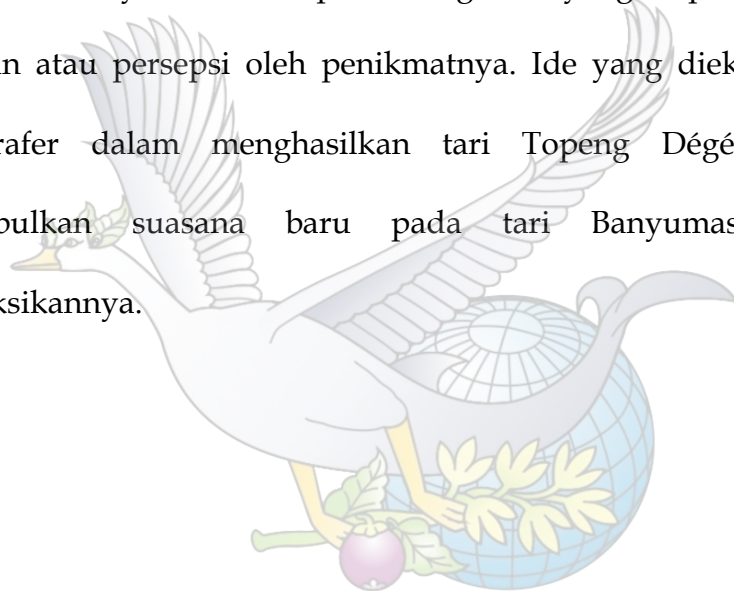 n atau persepsi oleh penikmatnya. Ide yang diek
rafer dalam menghasilkan tari Topeng Dégé
bulkan suasana baru pada tari Banyumas
ksikannya.